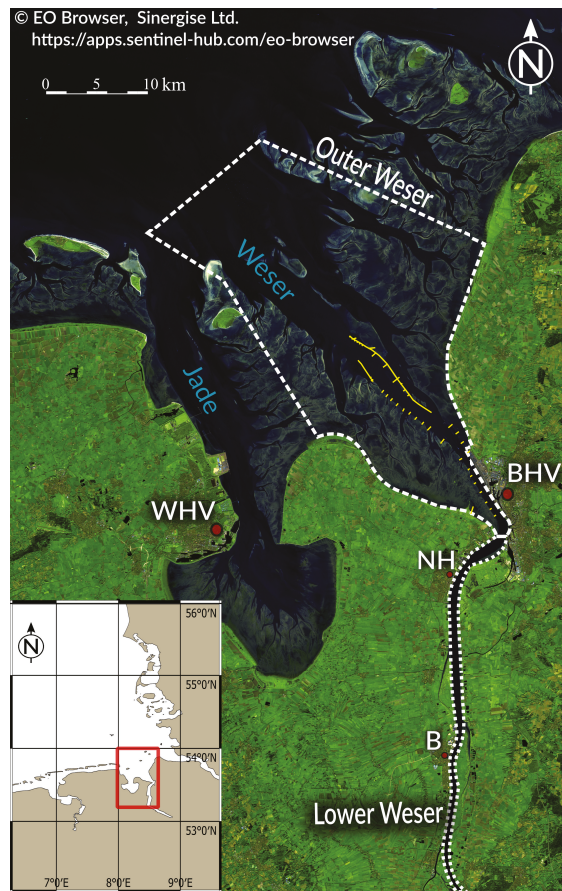 © EO Browser, Sinergise Ltd.
https://apps.sentinel-hub.com/eo-browser
N
0 5 10 km
Outer Weser
Weser
Jade
BHV
WHV
NH
B
Lower Weser
N
56°0'N
55°0'N
54°0'N
53°0'N
7°0'E 8°0'E 9°0'E